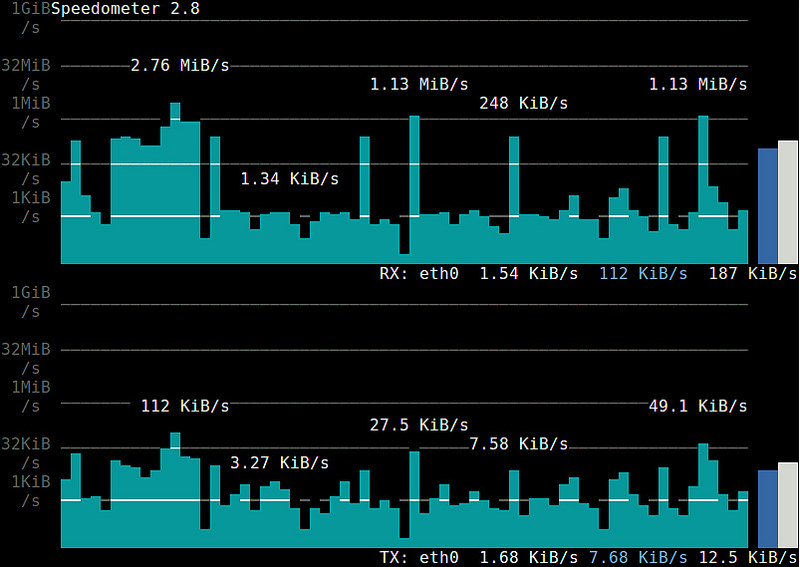 1GiB Speedometer 2.8
/s
32MiB 2.76 MiB/s
/s 1.13 MiB/s 1.13 MiB/s
1MiB 248 KiB/s
/s
32KiB
/s 1.34 KiB/s
1KiB
/s
RX: eth0 1.54 KiB/s 112 KiB/s 187 KiB/s
1GiB
/s
32MiB
/s
1MiB
/s 112 KiB/s 49.1 KiB/s
27.5 KiB/s
32KiB 7.58 KiB/s
/s 3.27 KiB/s
1KiB
/s
TX: eth0 1.68 KiB/s 7.68 KiB/s 12.5 KiB/s